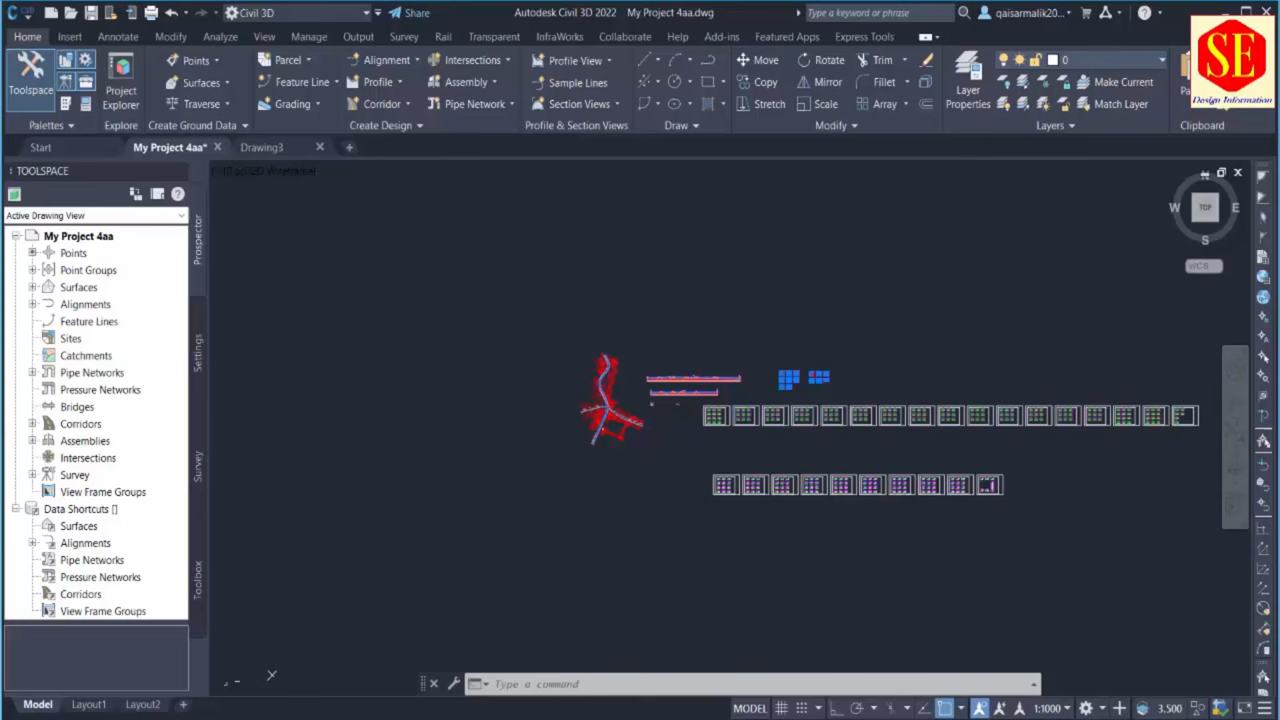 Civil 3D
Share
Autodesk Civil 3D 2022 My Project 4aa.dwg
Type a keyword or phrase
qaisarmalik20...
Home Insert Annotate Modify Analyze View Manage Output Survey Rail Transparent InfraWorks Collaborate Help Add-ins Featured Apps Express Tools
Toolspace
Project Explorer
Points
Surfaces
Traverse
Parcel
Feature Line
Grading
Alignment
Profile
Corridor
Intersections
Assembly
Pipe Network
Profile View
Sample Lines
Section Views
Move
Copy
Stretch
Rotate
Mirror
Scale
Trim
Fillet
Array
Layer Properties
0
Make Current
Match Layer
SE
Design Information
Palettes Explore Create Ground Data Create Design Profile & Section Views Draw Modify Layers Clipboard
Start My Project 4aa* Drawing3
TOOLSPACE
Active Drawing View
My Project 4aa
Points
Point Groups
Surfaces
Alignments
Feature Lines
Sites
Catchments
Pipe Networks
Pressure Networks
Bridges
Corridors
Assemblies
Intersections
Survey
View Frame Groups
Data Shortcuts []
Surfaces
Alignments
Pipe Networks
Pressure Networks
Corridors
View Frame Groups
Prospector
Settings
Survey
Toolbox
N
W TOP E
S
WCS
Type a command
Model Layout1 Layout2
MODEL
1:1000
3.500